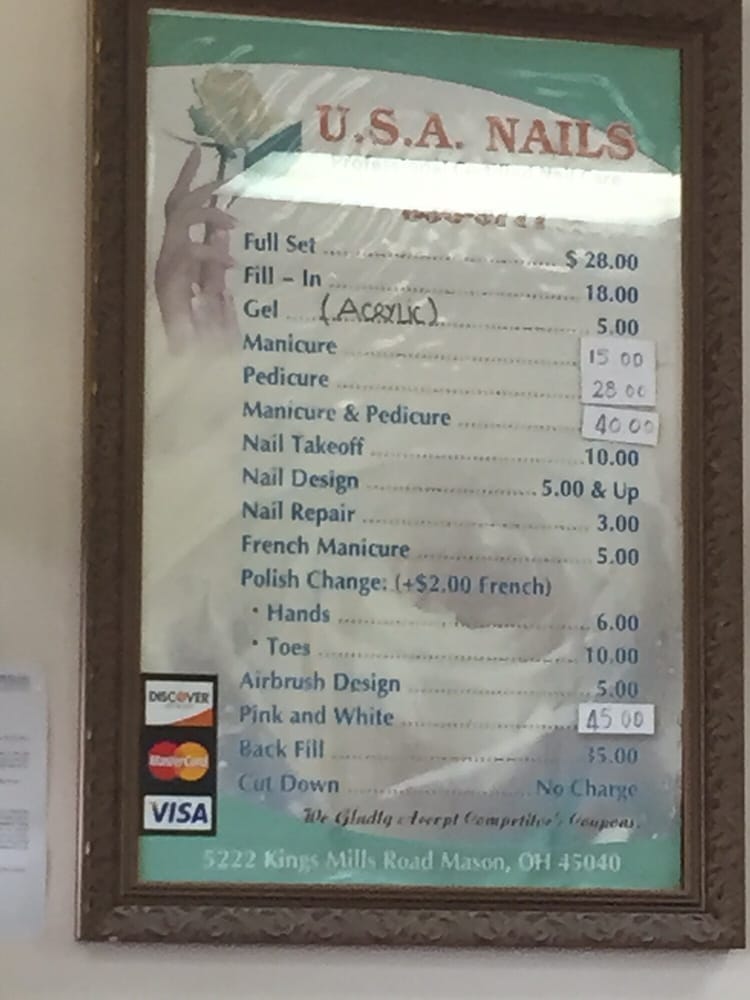 U.S.A. NAILS
Professional Nail Care
Full Set $ 28.00
Fill – In 18.00
Gel (ACRYLIC) 5.00
Manicure 15 00
Pedicure 28 00
Manicure & Pedicure 40 00
Nail Takeoff 10.00
Nail Design 5.00 & Up
Nail Repair 3.00
French Manicure 5.00
Polish Change: (+$2.00 French)
• Hands 6.00
• Toes 10.00
Airbrush Design 5.00
Pink and White 45 00
Back Fill 35.00
Cut Down No Charge
We Gladly Accept Competitor's Coupons.
DISCOVER
MasterCard
VISA
5222 Kings Mills Road Mason, OH 45040